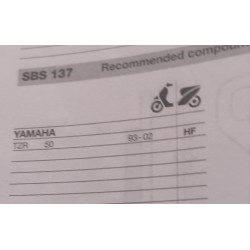 SBS 137 Recommended compou
YAMAHA
TZR 50 93-02 HF